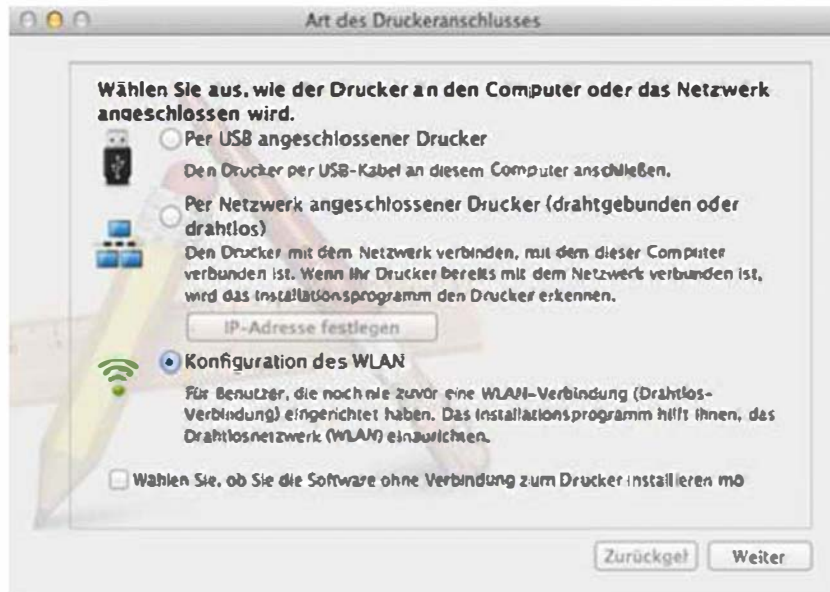 Art des Druckeranschlusses
Wählen Sie aus, wie der Drucker an den Computer oder das Netzwerk
angeschlossen wird.
Per USB angeschlossener Drucker
Den Drucker per USB-Kabel an diesem Computer anschließen.
Per Netzwerk angeschlossener Drucker (drahtgebunden oder
drahtlos)
Den Drucker mit dem Netzwerk verbinden, mit dem dieser Computer
verbunden ist. Wenn Ihr Drucker bereits mit dem Netzwerk verbunden ist,
wird das Installationsprogramm den Drucker erkennen.
IP-Adresse festlegen
Konfiguration des WLAN
Für Benutzer, die noch nie zuvor eine WLAN-Verbindung (Drahtlos-
Verbindung) eingerichtet haben. Das Installationsprogramm hilft Ihnen, das
Drahtlosnetzwerk (WLAN) einzurichten.
Wählen Sie, ob Sie die Software ohne Verbindung zum Drucker installieren mö
Zurückgel Weiter